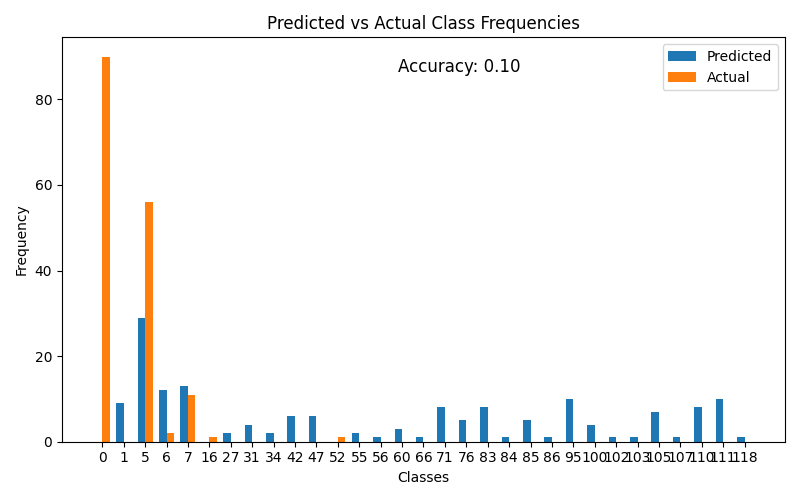 Predicted vs Actual Class Frequencies
Accuracy: 0.10
Predicted
Actual
Frequency
80
60
40
20
0
0 1 5 6 7 16 27 31 34 42 47 52 55 56 60 66 71 76 83 84 85 86 95 100 102 103 105 107 110 111 118
Classes